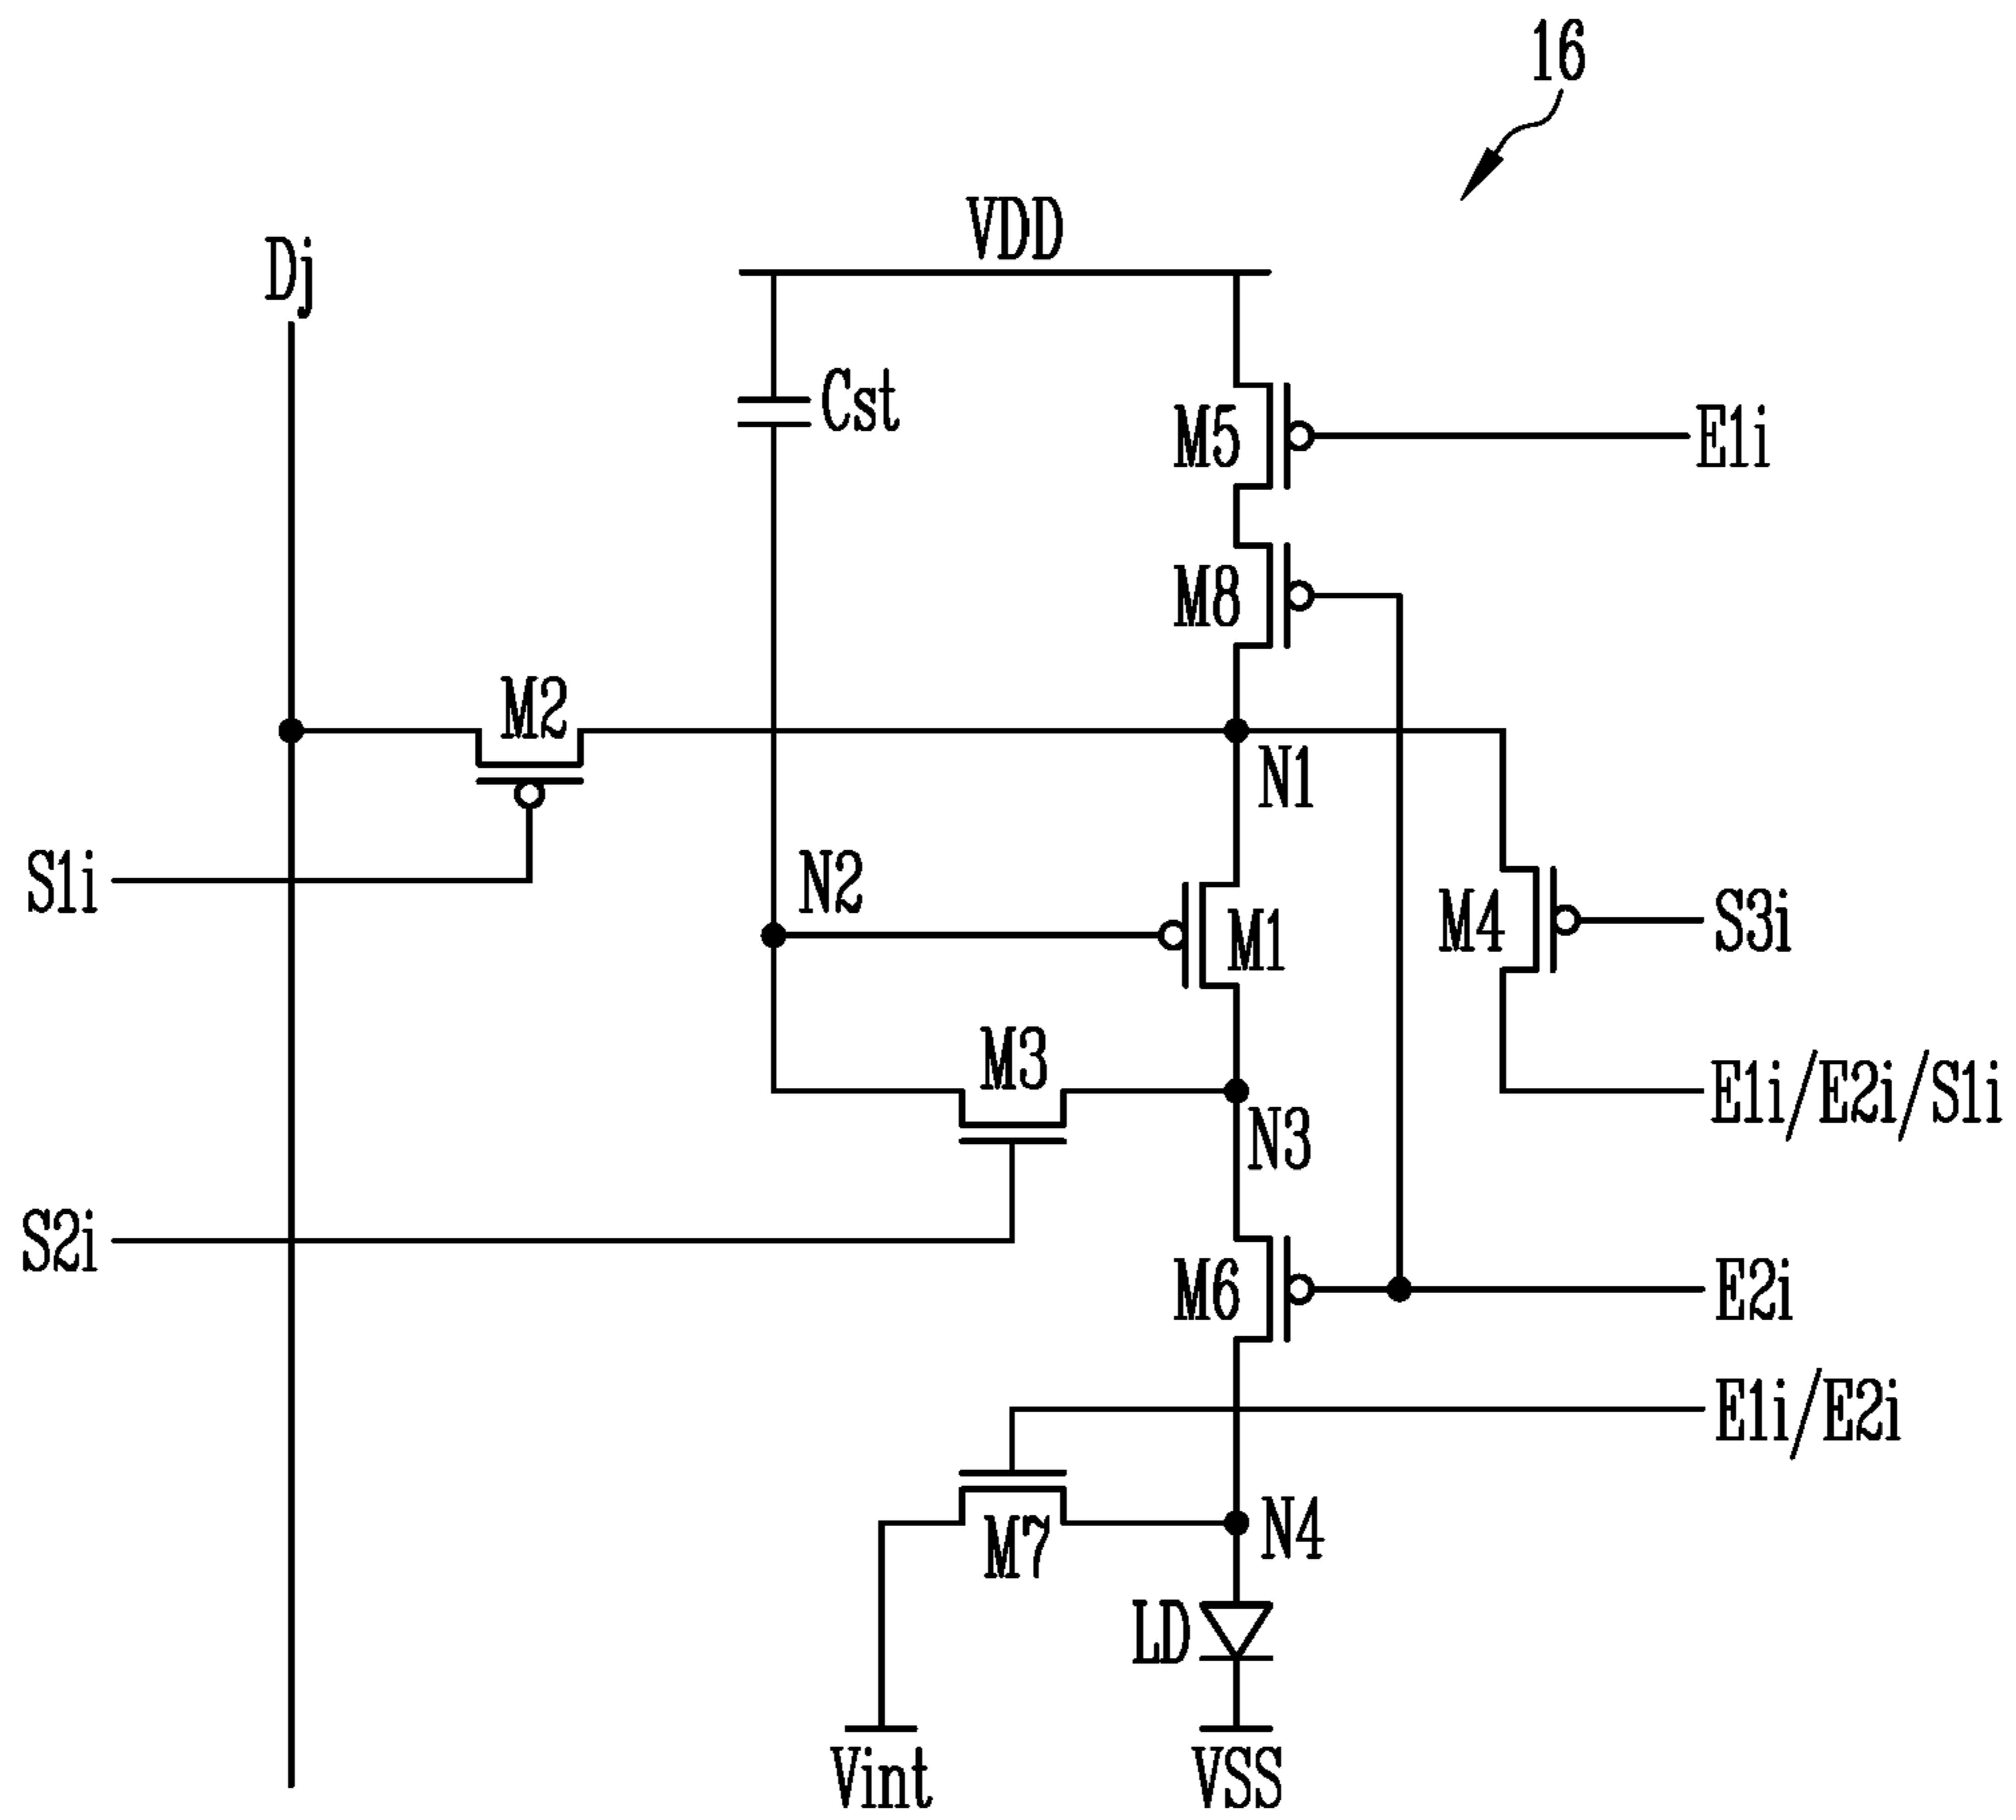 16
VDD
Dj
Cst
M5
E1i
M8
M2
N1
S1i
N2
M1
M4
S3i
M3
E1i/E2i/S1i
N3
S2i
M6
E2i
E1i/E2i
M7
N4
LD
Vint
VSS